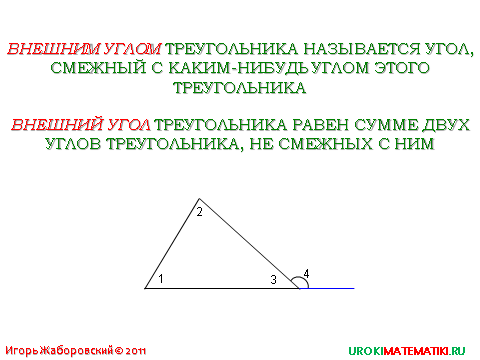 ВНЕШНИМ УГЛОМ ТРЕУГОЛЬНИКА НАЗЫВАЕТСЯ УГОЛ,
СМЕЖНЫЙ С КАКИМ-НИБУДЬ УГЛОМ ЭТОГО
ТРЕУГОЛЬНИКА
ВНЕШНИЙ УГОЛ ТРЕУГОЛЬНИКА РАВЕН СУММЕ ДВУХ
УГЛОВ ТРЕУГОЛЬНИКА, НЕ СМЕЖНЫХ С НИМ
2
1
3
4
Игорь Жаборовский © 2011
UROKIMATEMATIKI.RU